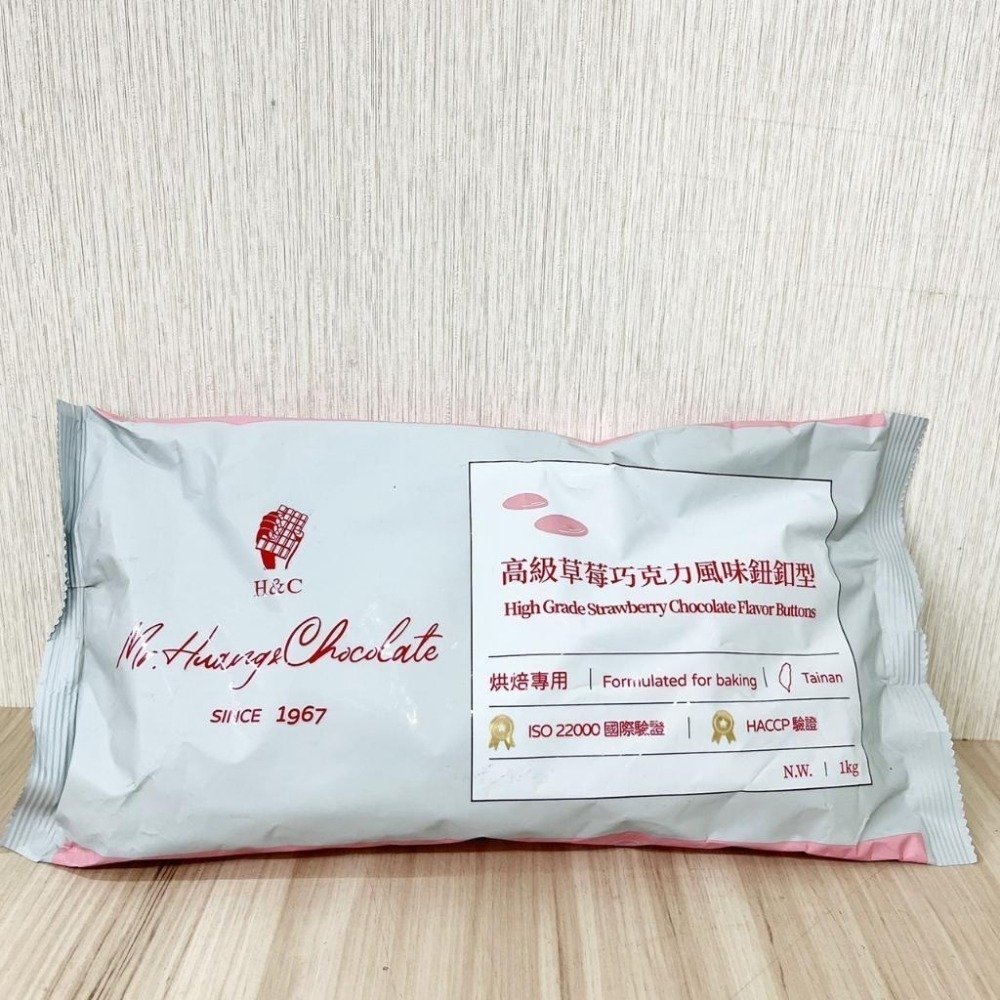 H&C
Mr. Huang & Chocolate
SINCE 1967
高級草莓巧克力風味鈕釦型
High Grade Strawberry Chocolate Flavor Buttons
烘焙專用 | Formulated for baking | Tainan
ISO 22000 國際驗證 | HACCP 驗證
N.W. | 1kg